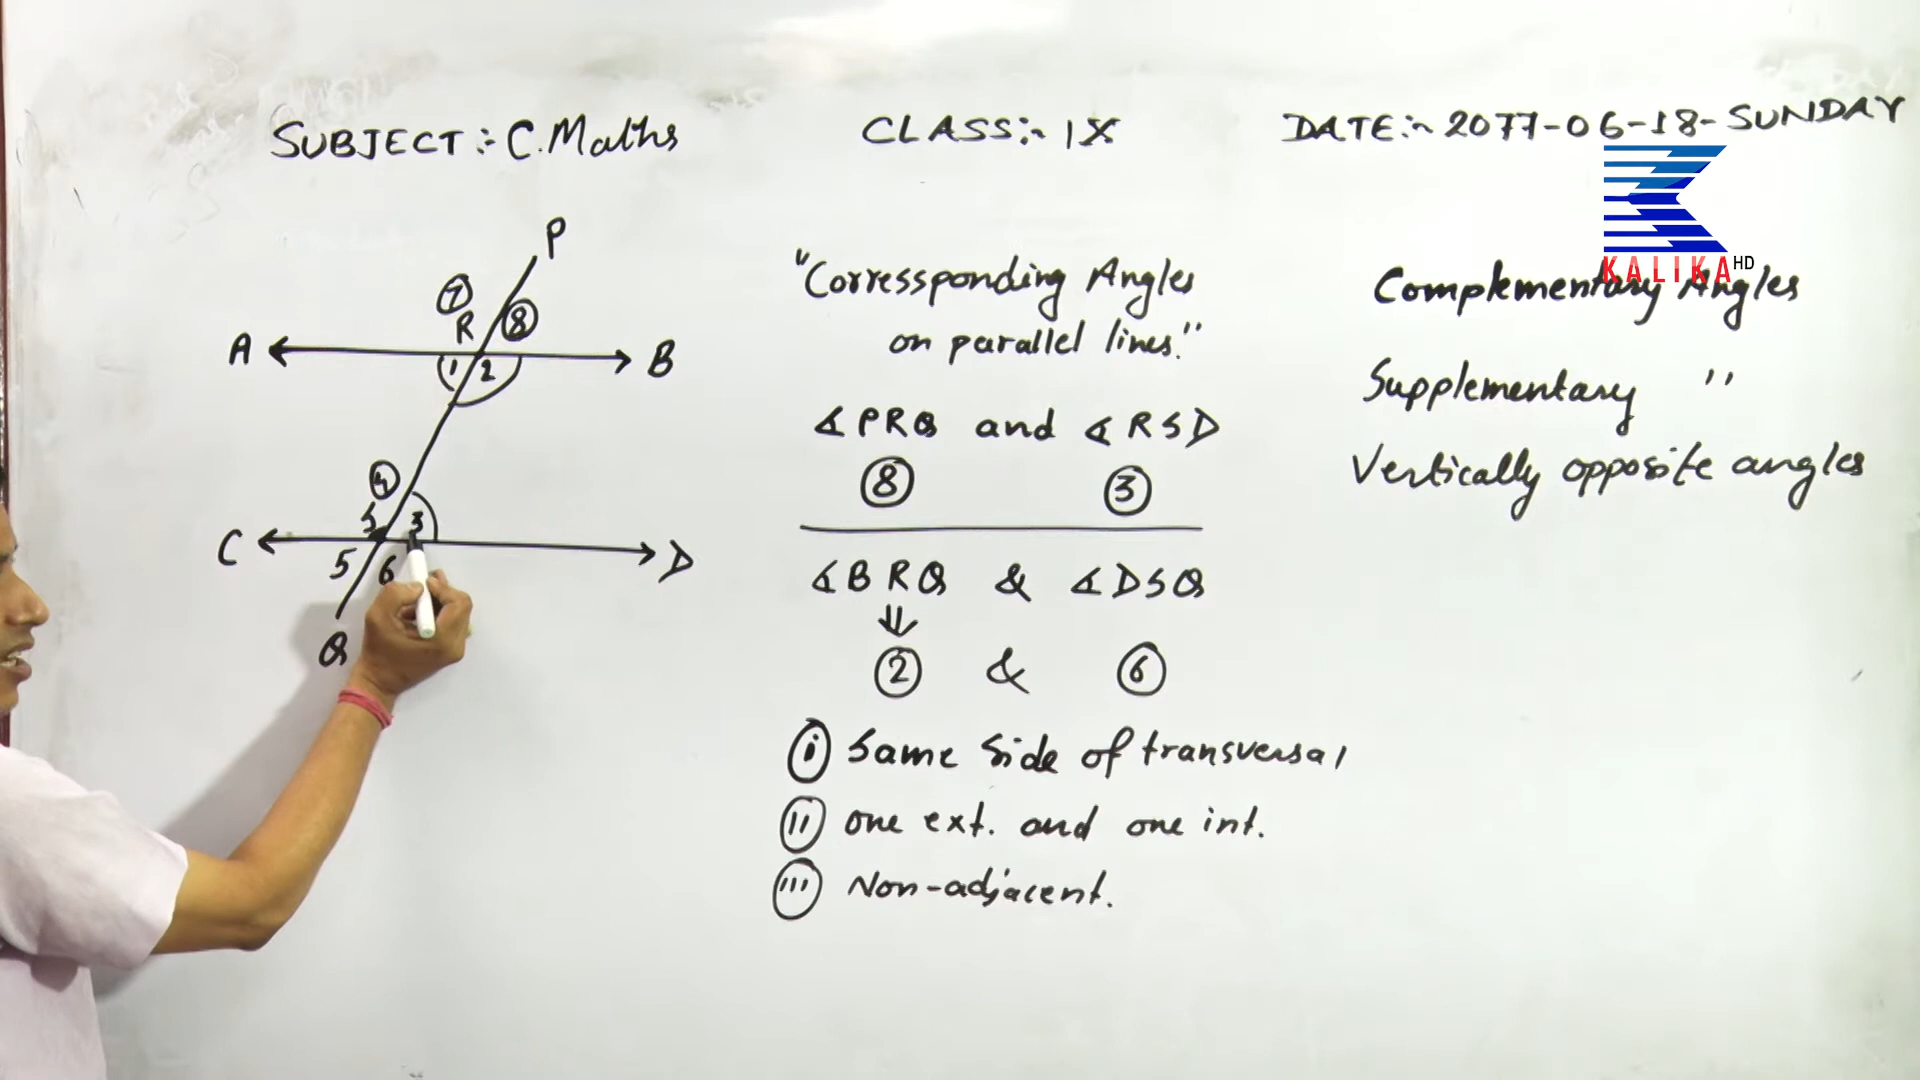 SUBJECT :- C.Maths
CLASS:- IX
DATE:- 2077-06-18-SUNDAY
KALIKA HD
P
7
R
8
A
1
2
B
4
S
3
C
5
6
D
Q
"Corressponding Angles
on parallel lines."
∡PRB and ∡RSD
8 3
∡BRQ & ∡DSQ
⇓
2 & 6
i Same Side of transversal
ii one ext. and one int.
iii Non-adjacent.
Complementary Angles
Supplementary "
Vertically opposite angles